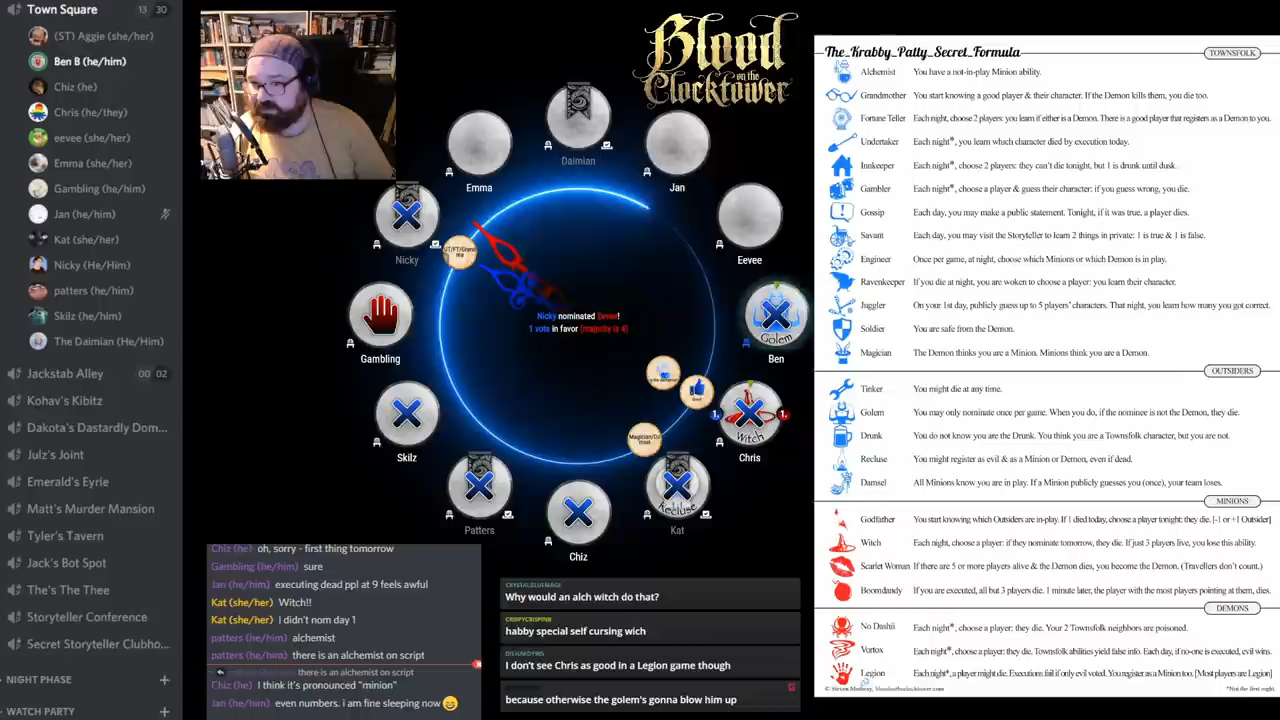 Town Square
13 30
(ST) Aggie (she/her)
Ben B (he/him)
Chiz (he)
Chris (he/they)
eevee (she/her)
Emma (she/her)
Gambling (he/him)
Jan (he/him)
Kat (she/her)
Nicky (He/Him)
patters (he/him)
Skilz (he/him)
The Daimian (He/Him)
Jackstab Alley
00 02
Kohav's Kibitz
Dakota's Dastardly Dom...
Julz's Joint
Emerald's Eyrie
Matt's Murder Mansion
Tyler's Tavern
Jack's Bot Spot
The's The Thee
Storyteller Conference
Secret Storyteller Clubho...
NIGHT PHASE
WATCH PARTY
Blood
on the
Clocktower
Daimian
Emma
Jan
Nicky
Eevee
Gambling
Golem
Ben
Skilz
Witch
Chris
Patters
Recluse
Kat
Chiz
Nicky nominated Eevee!
1 vote in favor (majority is 4)
Chiz (he) oh, sorry - first thing tomorrow
Gambling (he/him) sure
Jan (he/him) executing dead ppl at 9 feels awful
Kat (she/her) Witch!!
Kat (she/her) I didn't nom day 1
patters (he/him) alchemist
patters (he/him) there is an alchemist on script
there is an alchemist on script
Chiz (he) I think it's pronounced "minion"
Jan (he/him) even numbers. i am fine sleeping now
Why would an alch witch do that?
CRISPYCRISPIN8
habby special self cursing wich
I don't see Chris as good in a Legion game though
because otherwise the golem's gonna blow him up
The_Krabby_Patty_Secret_Formula
TOWNSFOLK
Alchemist You have a not-in-play Minion ability.
Grandmother You start knowing a good player & their character. If the Demon kills them, you die too.
Fortune Teller Each night, choose 2 players: you learn if either is a Demon. There is a good player that registers as a Demon to you.
Undertaker Each night*, you learn which character died by execution today.
Innkeeper Each night*, choose 2 players: they can't die tonight, but 1 is drunk until dusk.
Gambler Each night*, choose a player & guess their character: if you guess wrong, you die.
Gossip Each day, you may make a public statement. Tonight, if it was true, a player dies.
Savant Each day, you may visit the Storyteller to learn 2 things in private: 1 is true & 1 is false.
Engineer Once per game, at night, choose which Minions or which Demon is in play.
Ravenkeeper If you die at night, you are woken to choose a player: you learn their character.
Juggler On your 1st day, publicly guess up to 5 players' characters. That night, you learn how many you got correct.
Soldier You are safe from the Demon.
Magician The Demon thinks you are a Minion. Minions think you are a Demon.
OUTSIDERS
Tinker You might die at any time.
Golem You may only nominate once per game. When you do, if the nominee is not the Demon, they die.
Drunk You do not know you are the Drunk. You think you are a Townsfolk character, but you are not.
Recluse You might register as evil & as a Minion or Demon, even if dead.
Damsel All Minions know you are in play. If a Minion publicly guesses you (once), your team loses.
MINIONS
Godfather You start knowing which Outsiders are in-play. If 1 died today, choose a player tonight: they die. [-1 or +1 Outsider]
Witch Each night, choose a player: if they nominate tomorrow, they die. If just 3 players live, you lose this ability.
Scarlet Woman If there are 5 or more players alive & the Demon dies, you become the Demon. (Travellers don't count.)
Boomdandy If you are executed, all but 3 players die. 1 minute later, the player with the most players pointing at them, dies.
DEMONS
No Dashii Each night*, choose a player: they die. Your 2 Townsfolk neighbors are poisoned.
Vortox Each night*, choose a player: they die. Townsfolk abilities yield false info. Each day, if no-one is executed, evil wins.
Legion Each night*, a player might die. Executions fail if only evil voted. You register as a Minion too. [Most players are Legion]
© Steven Medway, bloodontheclocktower.com
*Not the first night.